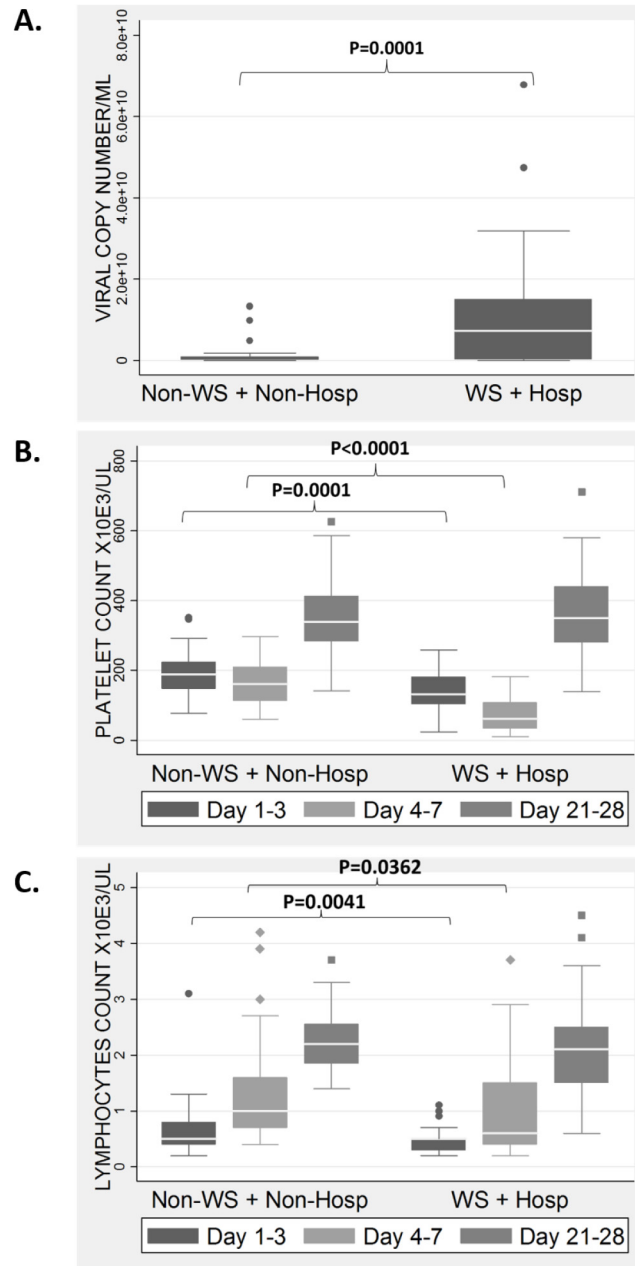 A.
P=0.0001
VIRAL COPY NUMBER/ML
8.0e+10
6.0e+10
4.0e+10
2.0e+10
0
Non-WS + Non-Hosp WS + Hosp
B.
P<0.0001
P=0.0001
PLATELET COUNT X10E3/UL
800
600
400
200
0
Non-WS + Non-Hosp WS + Hosp
Day 1-3 Day 4-7 Day 21-28
C.
P=0.0362
P=0.0041
LYMPHOCYTES COUNT X10E3/UL
5
4
3
2
1
0
Non-WS + Non-Hosp WS + Hosp
Day 1-3 Day 4-7 Day 21-28